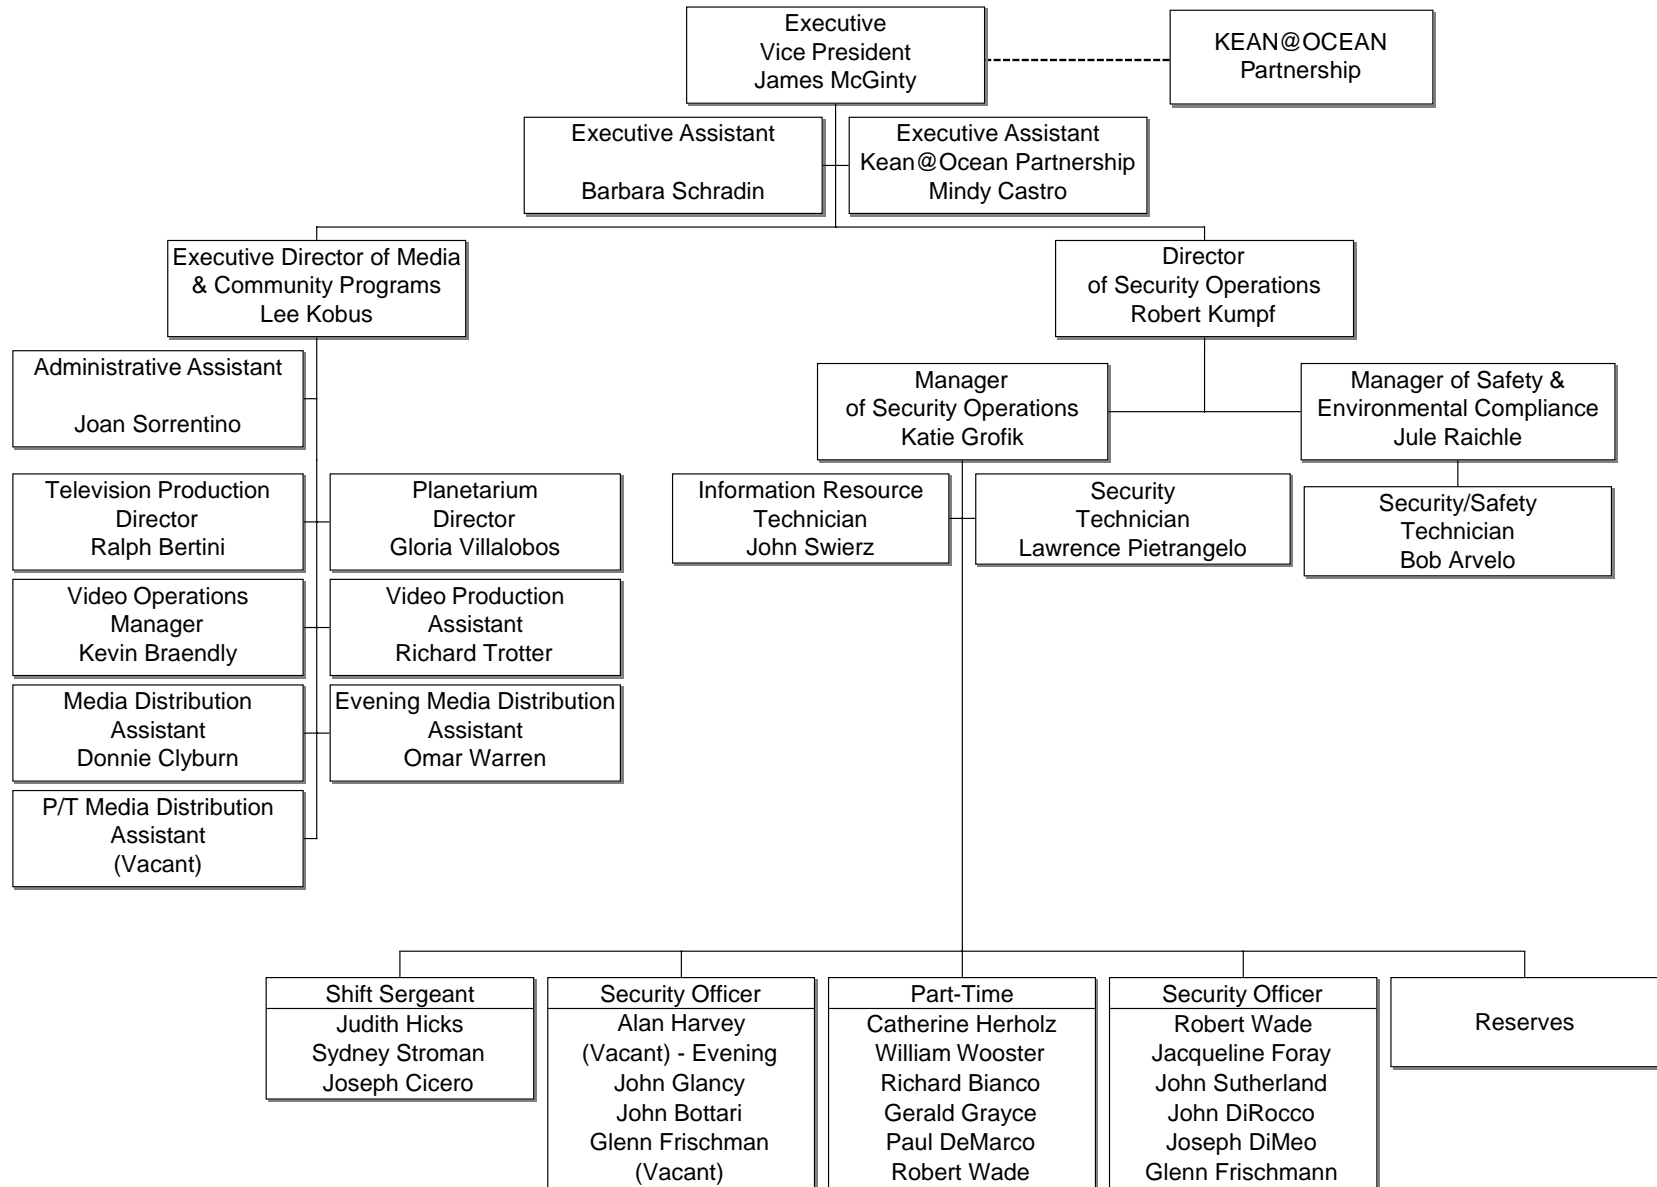 Executive
Vice President
James McGinty
KEAN@OCEAN
Partnership
Executive Assistant
Barbara Schradin
Executive Assistant
Kean@Ocean Partnership
Mindy Castro
Executive Director of Media
& Community Programs
Lee Kobus
Director
of Security Operations
Robert Kumpf
Administrative Assistant
Joan Sorrentino
Manager
of Security Operations
Katie Grofik
Manager of Safety &
Environmental Compliance
Jule Raichle
Television Production
Director
Ralph Bertini
Planetarium
Director
Gloria Villalobos
Information Resource
Technician
John Swierz
Security
Technician
Lawrence Pietrangelo
Security/Safety
Technician
Bob Arvelo
Video Operations
Manager
Kevin Braendly
Video Production
Assistant
Richard Trotter
Media Distribution
Assistant
Donnie Clyburn
Evening Media Distribution
Assistant
Omar Warren
P/T Media Distribution
Assistant
(Vacant)
Shift Sergeant
Judith Hicks
Sydney Stroman
Joseph Cicero
Security Officer
Alan Harvey
(Vacant) - Evening
John Glancy
John Bottari
Glenn Frischman
(Vacant)
Part-Time
Catherine Herholz
William Wooster
Richard Bianco
Gerald Grayce
Paul DeMarco
Robert Wade
Security Officer
Robert Wade
Jacqueline Foray
John Sutherland
John DiRocco
Joseph DiMeo
Glenn Frischmann
Reserves